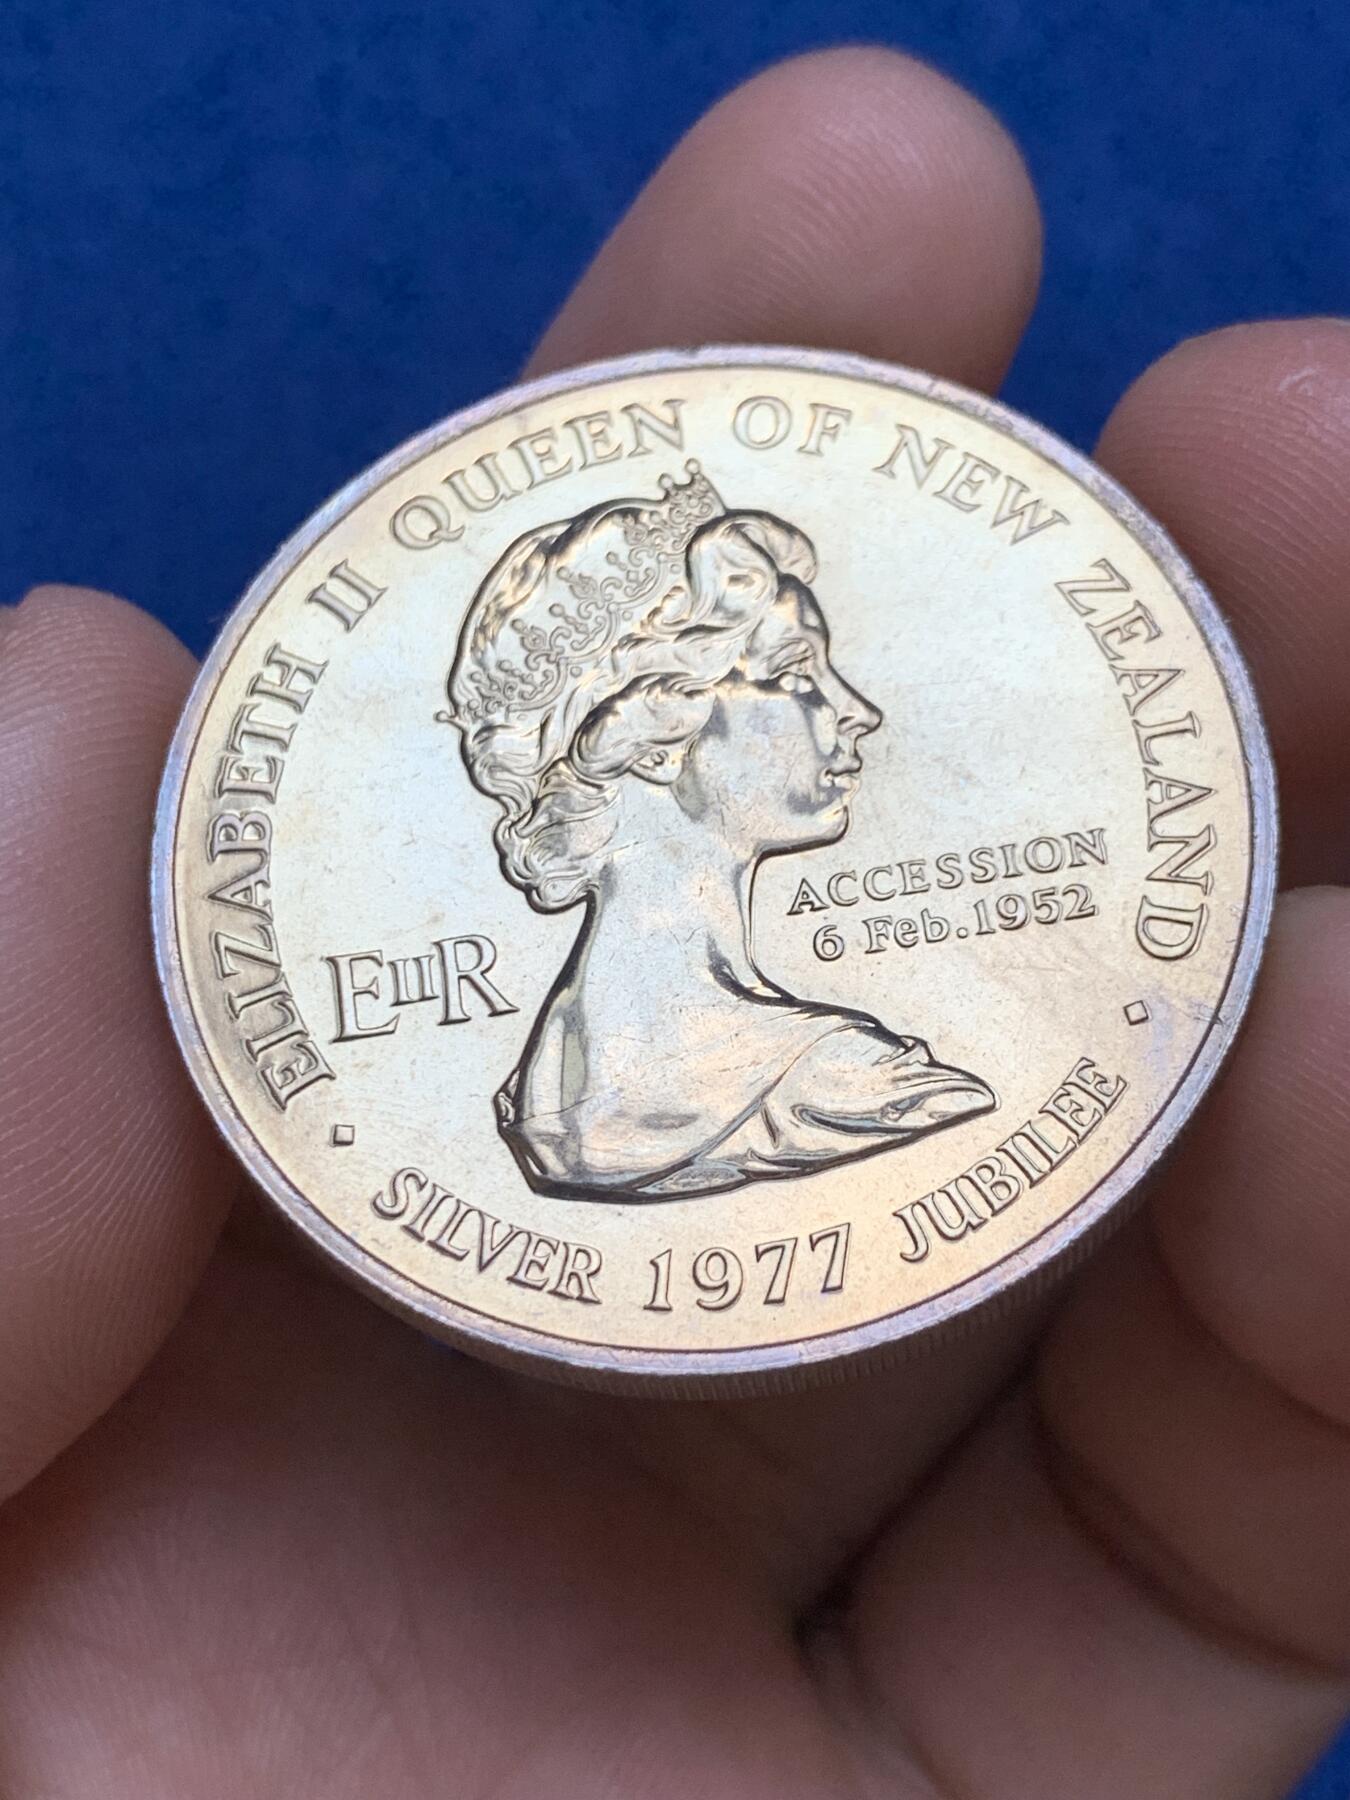 ELIZABETH II QUEEN OF NEW ZEALAND
EIIR
ACCESSION
6 Feb. 1952
· SILVER 1977 JUBILEE ·